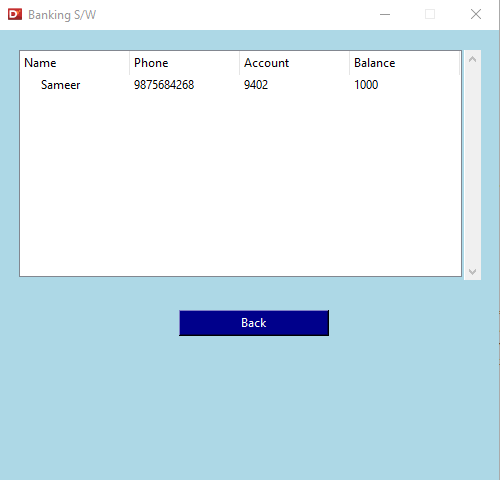 Banking S/W
Name Phone Account Balance
Sameer 9875684268 9402 1000
Back